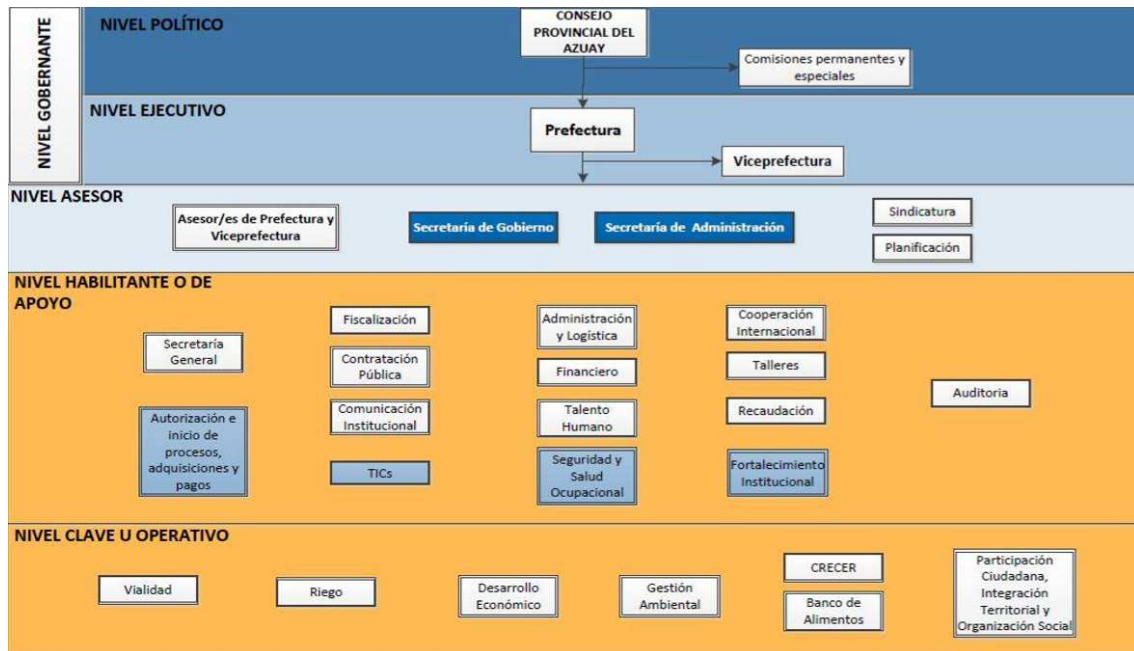 NIVEL GOBERNANTE
NIVEL POLÍTICO
CONSEJO
PROVINCIAL DEL
AZUAY
Comisiones permanentes y
especiales
NIVEL EJECUTIVO
Prefectura
Viceprefectura
NIVEL ASESOR
Asesor/es de Prefectura y
Viceprefectura
Secretaría de Gobierno
Secretaría de Administración
Sindicatura
Planificación
NIVEL HABILITANTE O DE
APOYO
Secretaría
General
Autorización e
inicio de
procesos,
adquisiciones y
pagos
Fiscalización
Contratación
Pública
Comunicación
Institucional
TICs
Administración
y Logística
Financiero
Talento
Humano
Seguridad y
Salud
Ocupacional
Cooperación
Internacional
Talleres
Recaudación
Fortalecimiento
Institucional
Auditoria
NIVEL CLAVE U OPERATIVO
Vialidad
Riego
Desarrollo
Económico
Gestión
Ambiental
CRECER
Banco de
Alimentos
Participación
Ciudadana,
Integración
Territorial y
Organización Social